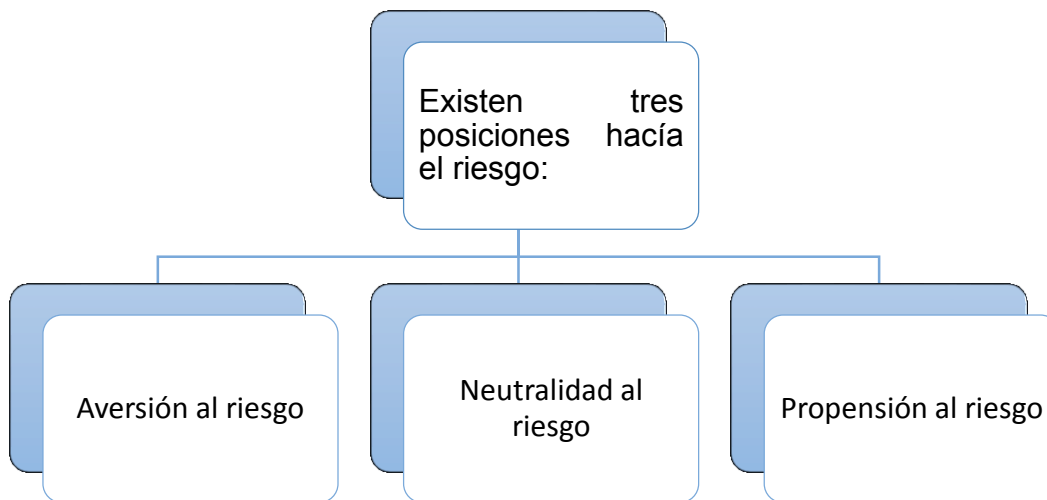 Existen tres
posiciones hacía
el riesgo:
Aversión al riesgo
Neutralidad al
riesgo
Propensión al riesgo